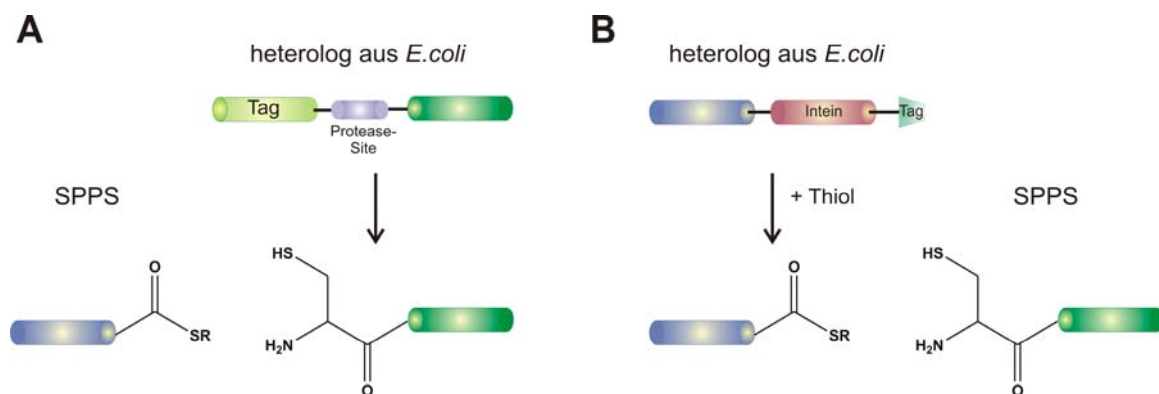 A
heterolog aus E.coli
Tag
Protease-
Site
SPPS
HS
O
SR
H₂N
O
B
heterolog aus E.coli
Intein
Tag
+ Thiol
SPPS
O
SR
HS
H₂N
O